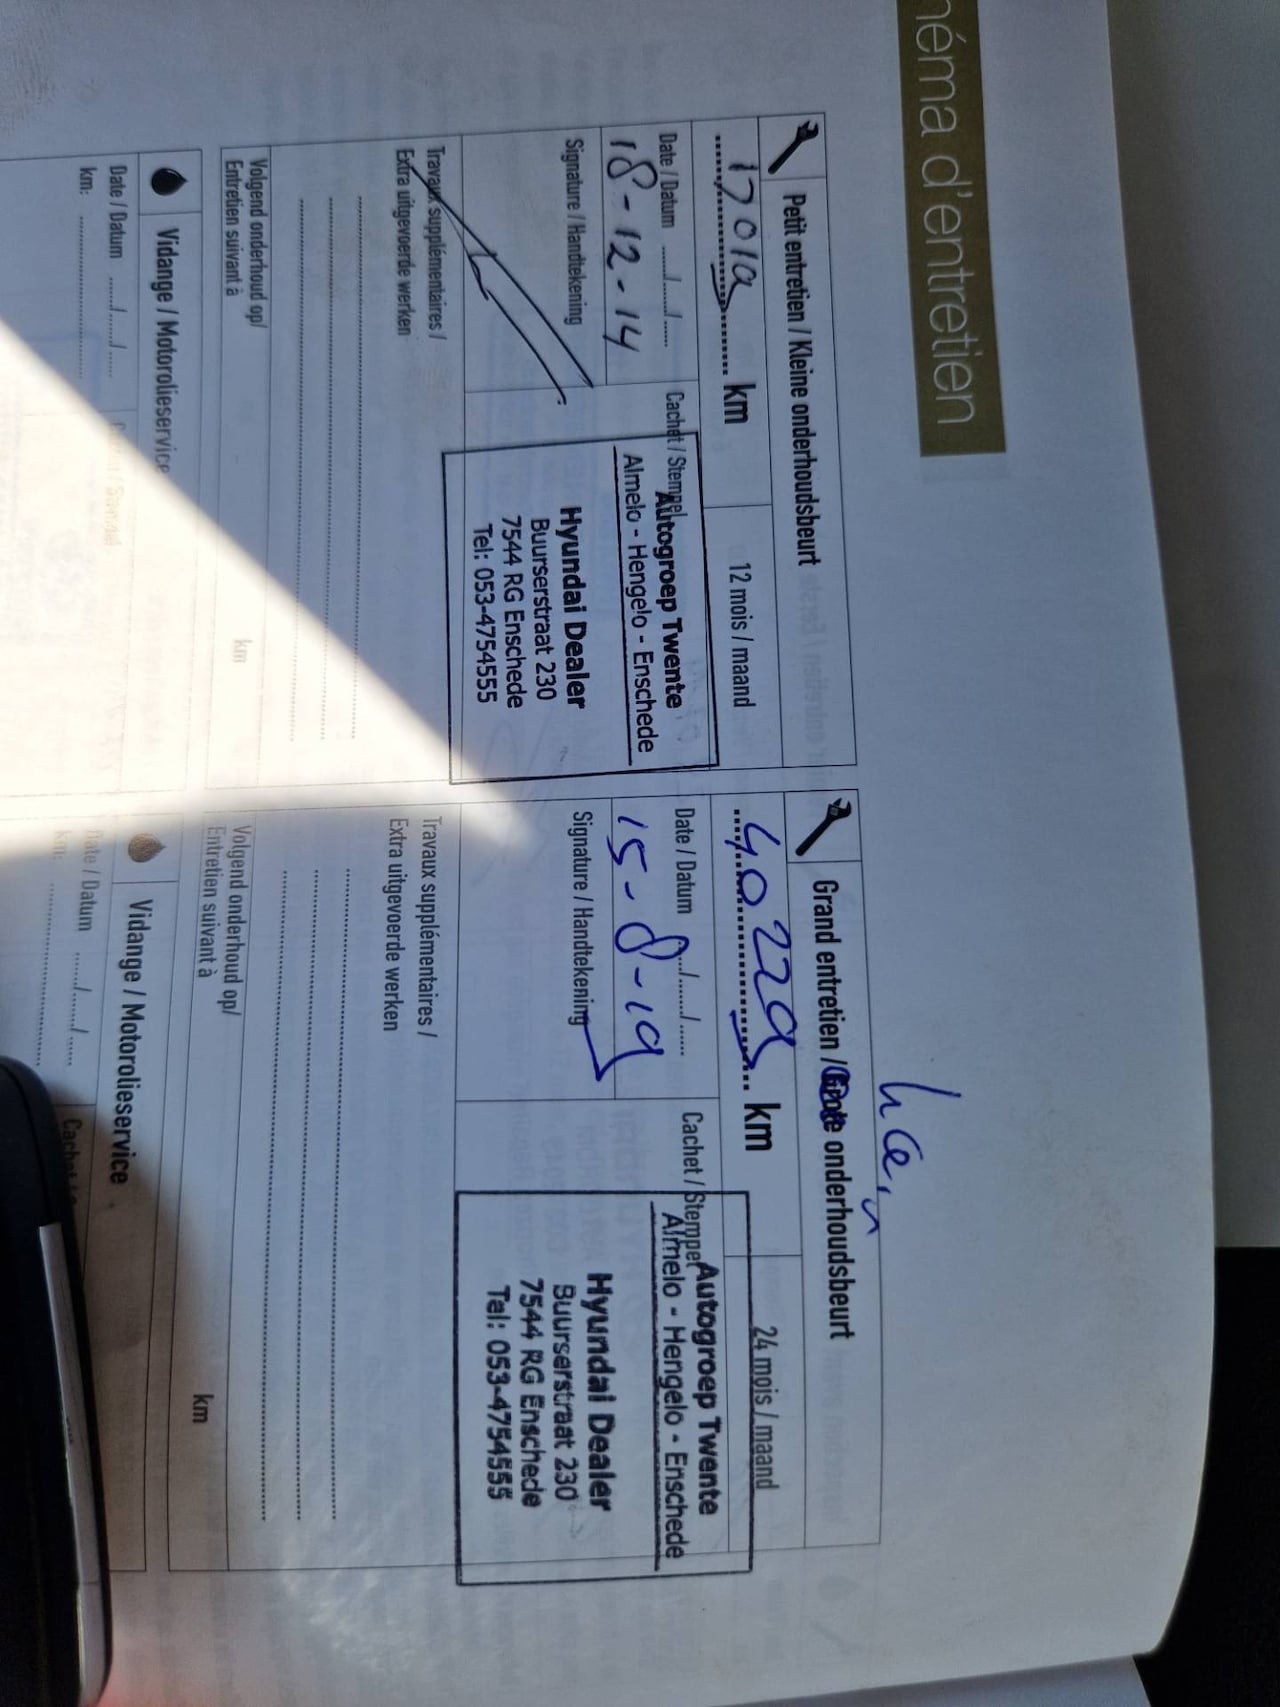 éma d'entretien
Petit entretien / Kleine onderhoudsbeurt
17019 km
12 mois / maand
Date / Datum ....../....../......
18-12-14
Signature / Handtekening
Cachet / Stempel
Autogroep Twente
Almelo - Hengelo - Enschede
Hyundai Dealer
Buurserstraat 230
7544 RG Enschede
Tel: 053-4754555
Travaux supplémentaires /
Extra uitgevoerde werken
Volgend onderhoud op/
Entretien suivant à
km
Vidange / Motorolieservice
Date / Datum ....../....../......
km:
Grand entretien / Grote onderhoudsbeurt
40229 km
24 mois / maand
Date / Datum ....../....../......
15-8-19
Signature / Handtekening
Cachet / Stempel
Autogroep Twente
Almelo - Hengelo - Enschede
Hyundai Dealer
Buurserstraat 230
7544 RG Enschede
Tel: 053-4754555
Travaux supplémentaires /
Extra uitgevoerde werken
Volgend onderhoud op/
Entretien suivant à
km
Vidange / Motorolieservice
Date / Datum ....../....../......
km: